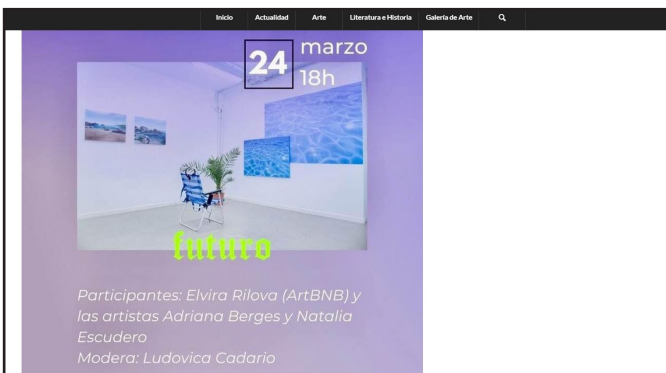 Inicio Actualidad Arte Literatura e Historia Galería de Arte
24 marzo
18h
futuro
Participantes: Elvira Rilova (ArtBNB) y
las artistas Adriana Berges y Natalia
Escudero
Modera: Ludovica Cadario